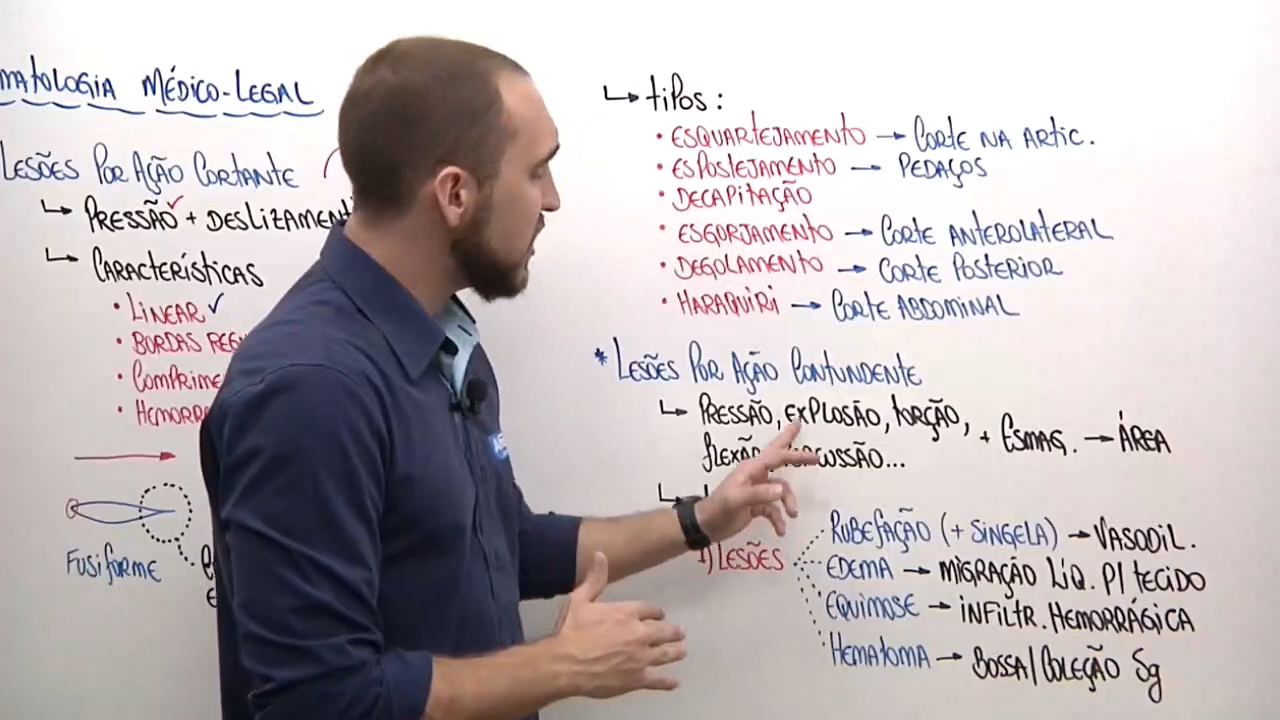 MATOLOGIA MÉDICO-LEGAL
LESÕES POR AÇÃO CORTANTE
↳ PRESSÃO + DESLIZAMENT
↳ CARACTERÍSTICAS
• LINEAR ✓
• BORDAS REG
• COMPRIME
• HEMORR
FUSIFORME
↳ TIPOS:
• ESQUARTEJAMENTO → CORTE NA ARTIC.
• ESPOSTEJAMENTO → PEDAÇOS
• DECAPITAÇÃO
• ESGORJAMENTO → CORTE ANTEROLATERAL
• DEGOLAMENTO → CORTE POSTERIOR
• HARAQUIRI → CORTE ABDOMINAL
* LESÕES POR AÇÃO CONTUNDENTE
↳ PRESSÃO, EXPLOSÃO, TORÇÃO, + ESMAG. → ÁREA
FLEXÃO, PERCUSSÃO...
1) LESÕES
RUBEFAÇÃO (+ SINGELA) → VASODIL.
EDEMA → MIGRAÇÃO LÍQ. P/ TECIDO
EQUIMOSE → INFILTR. HEMORRÁGICA
HEMATOMA → BOSSA/COLEÇÃO Sg